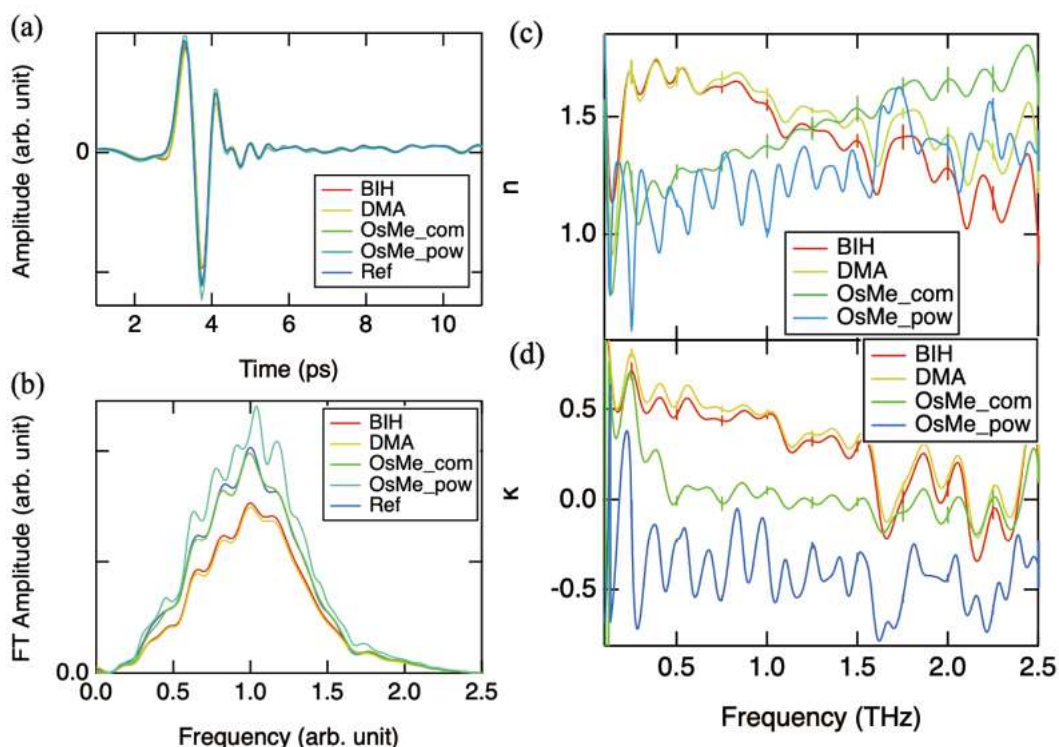 (a)
Amplitude (arb. unit)
0
BIH
DMA
OsMe_com
OsMe_pow
Ref
2 4 6 8 10
Time (ps)
(b)
FT Amplitude (arb. unit)
0.0
BIH
DMA
OsMe_com
OsMe_pow
Ref
0.0 0.5 1.0 1.5 2.0 2.5
Frequency (arb. unit)
(c)
n
1.5
1.0
BIH
DMA
OsMe_com
OsMe_pow
(d)
κ
0.5
0.0
-0.5
BIH
DMA
OsMe_com
OsMe_pow
0.5 1.0 1.5 2.0 2.5
Frequency (THz)